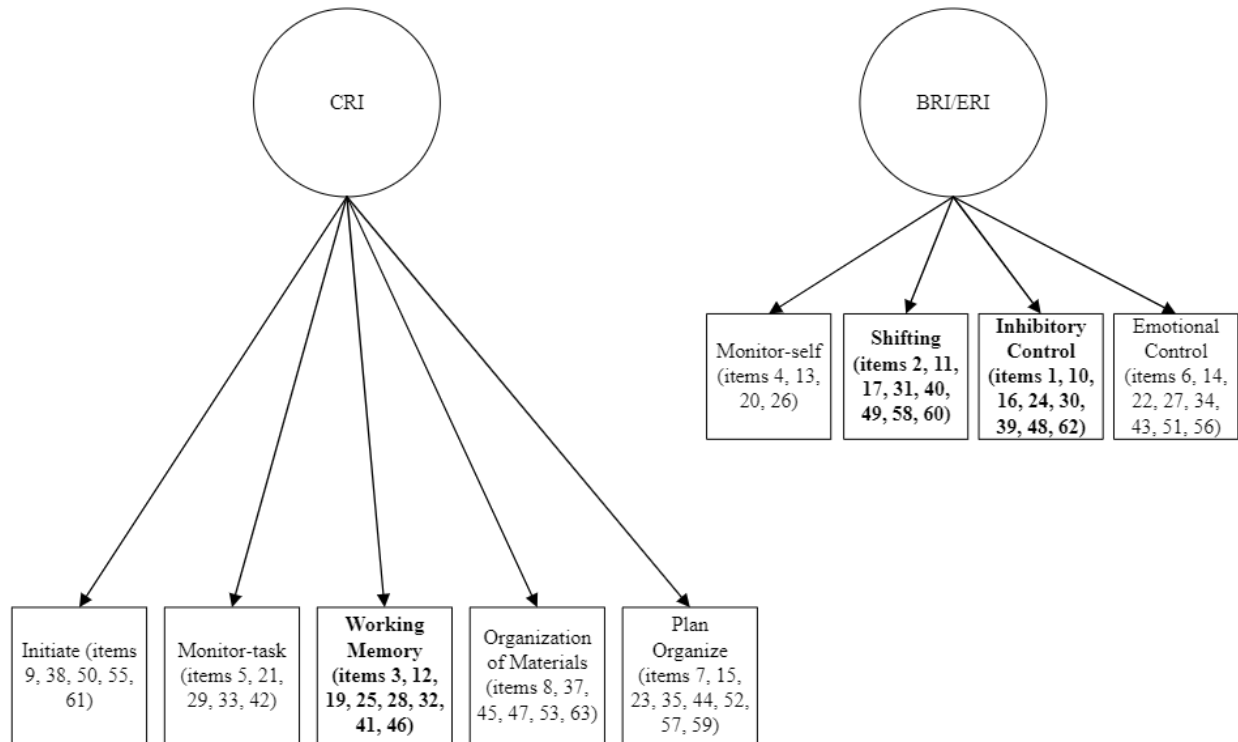 CRI
BRI/ERI
Monitor-self
(items 4, 13,
20, 26)
Shifting
(items 2, 11,
17, 31, 40,
49, 58, 60)
Inhibitory
Control
(items 1, 10,
16, 24, 30,
39, 48, 62)
Emotional
Control
(items 6, 14,
22, 27, 34,
43, 51, 56)
Initiate (items
9, 38, 50, 55,
61)
Monitor-task
(items 5, 21,
29, 33, 42)
Working
Memory
(items 3, 12,
19, 25, 28, 32,
41, 46)
Organization
of Materials
(items 8, 37,
45, 47, 53, 63)
Plan
Organize
(items 7, 15,
23, 35, 44, 52,
57, 59)